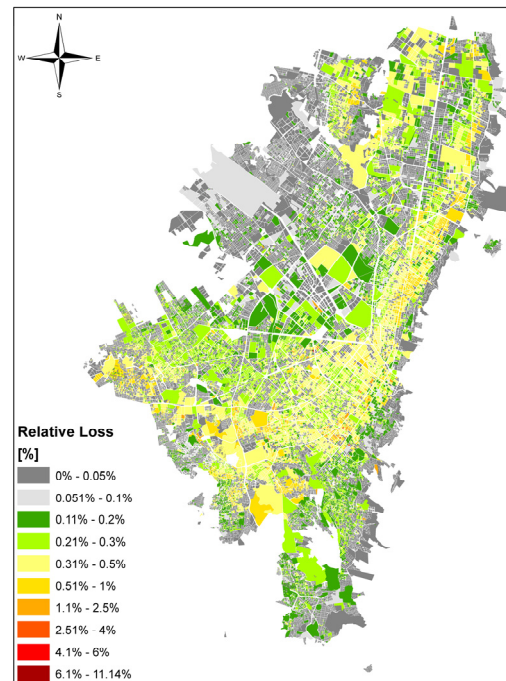 N
W E
S
Relative Loss
[%]
0% - 0.05%
0.051% - 0.1%
0.11% - 0.2%
0.21% - 0.3%
0.31% - 0.5%
0.51% - 1%
1.1% - 2.5%
2.51% - 4%
4.1% - 6%
6.1% - 11.14%